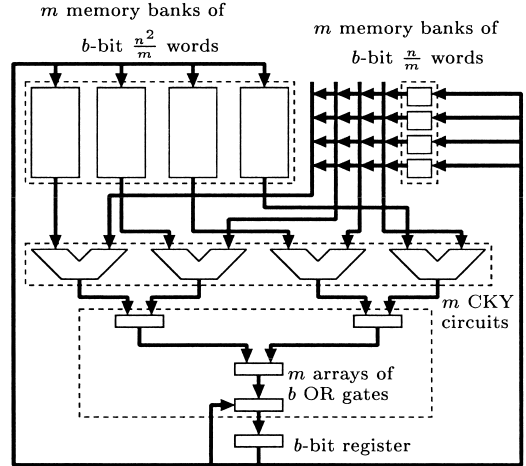 m memory banks of
b-bit n²/m words
m memory banks of
b-bit n/m words
m CKY
circuits
m arrays of
b OR gates
b-bit register